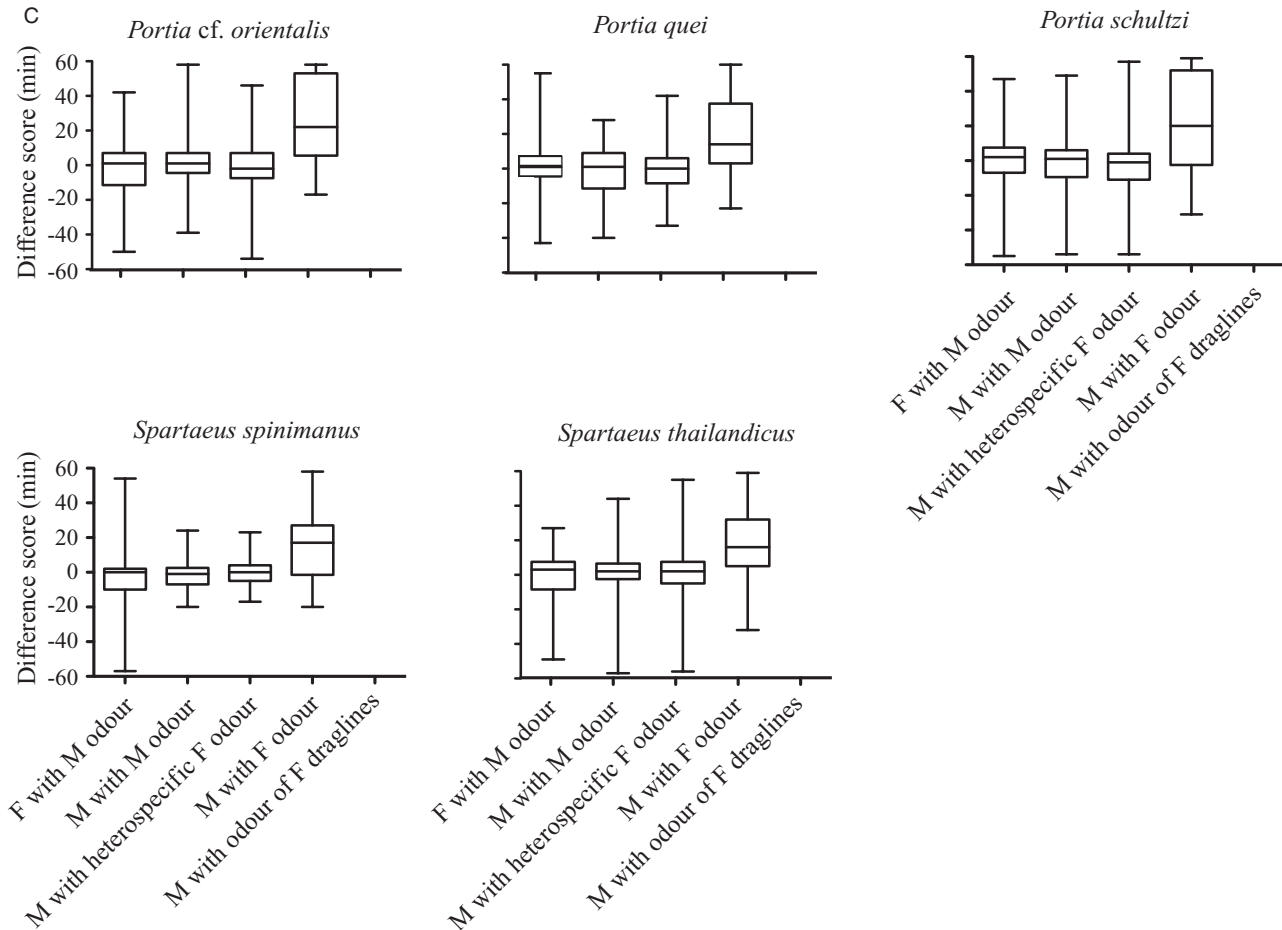 C
Portia cf. orientalis
Portia quei
Portia schultzi
Difference score (min)
60
40
20
0
-20
-40
-60
F with M odour
M with M odour
M with heterospecific F odour
M with F odour
M with odour of F draglines
Spartaeus spinimanus
Spartaeus thailandicus
Difference score (min)
60
40
20
0
-20
-40
-60
F with M odour
M with M odour
M with heterospecific F odour
M with F odour
M with odour of F draglines
F with M odour
M with M odour
M with heterospecific F odour
M with F odour
M with odour of F draglines